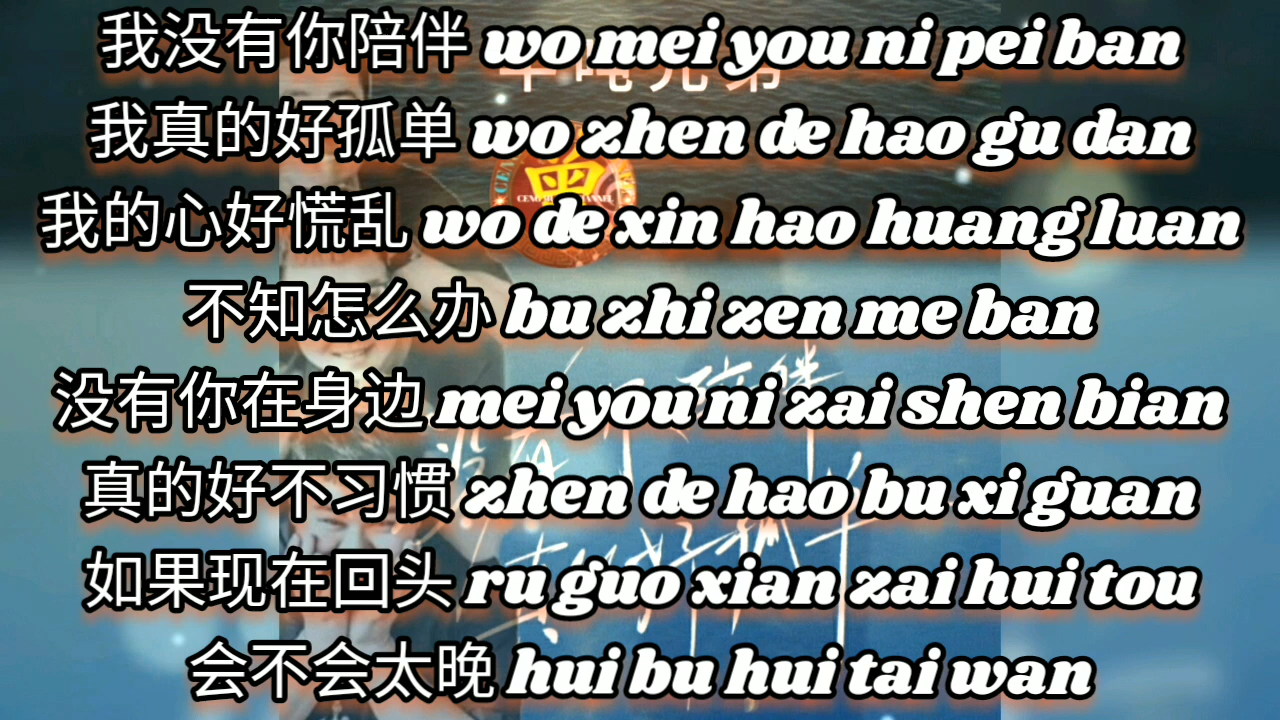 我没有你陪伴 wo mei you ni pei ban
我真的好孤单 wo zhen de hao gu dan
我的心好慌乱 wo de xin hao huang luan
不知怎么办 bu zhi zen me ban
没有你在身边 mei you ni zai shen bian
真的好不习惯 zhen de hao bu xi guan
如果现在回头 ru guo xian zai hui tou
会不会太晚 hui bu hui tai wan